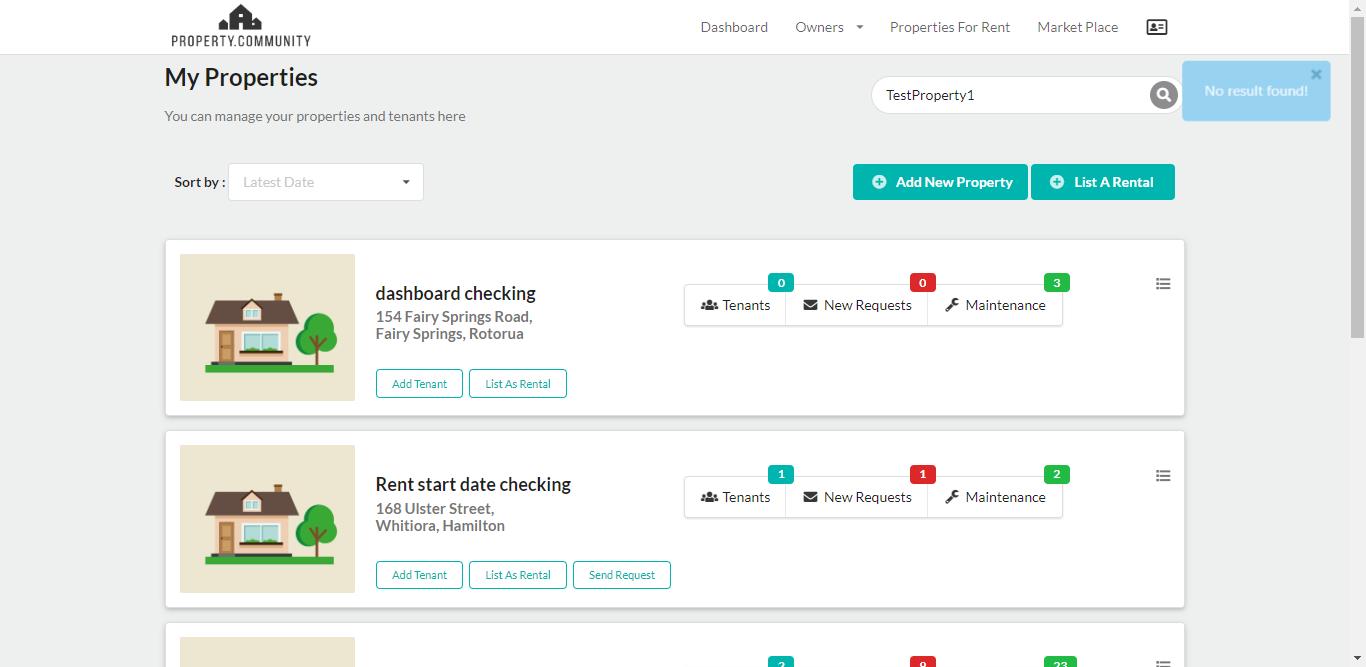 PROPERTY.COMMUNITY
Dashboard
Owners
Properties For Rent
Market Place
My Properties
You can manage your properties and tenants here
TestProperty1
×
No result found!
Sort by :
Latest Date
Add New Property
List A Rental
dashboard checking
154 Fairy Springs Road,
Fairy Springs, Rotorua
Add Tenant
List As Rental
0
Tenants
0
New Requests
3
Maintenance
Rent start date checking
168 Ulster Street,
Whitiora, Hamilton
Add Tenant
List As Rental
Send Request
1
Tenants
1
New Requests
2
Maintenance
2
23